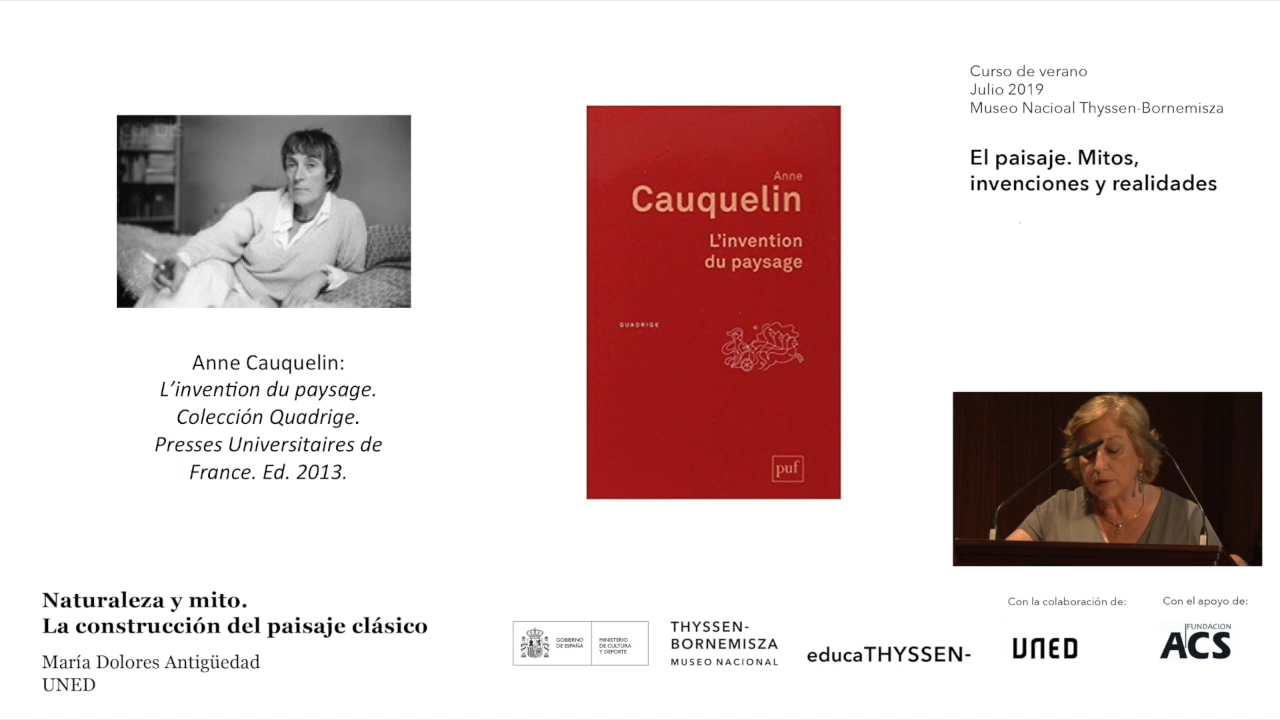 Curso de verano
Julio 2019
Museo Nacioal Thyssen-Bornemisza
El paisaje. Mitos,
invenciones y realidades
corbis
Anne
Cauquelin
L'invention
du paysage
QUADRIGE
puf
Anne Cauquelin:
L'invention du paysage.
Colección Quadrige.
Presses Universitaires de
France. Ed. 2013.
Naturaleza y mito.
La construcción del paisaje clásico
María Dolores Antigüedad
UNED
GOBIERNO
DE ESPAÑA
MINISTERIO
DE CULTURA
Y DEPORTE
THYSSEN-
BORNEMISZA
MUSEO NACIONAL
educaTHYSSEN-
Con la colaboración de:
UNED
Con el apoyo de:
FUNDACION
ACS